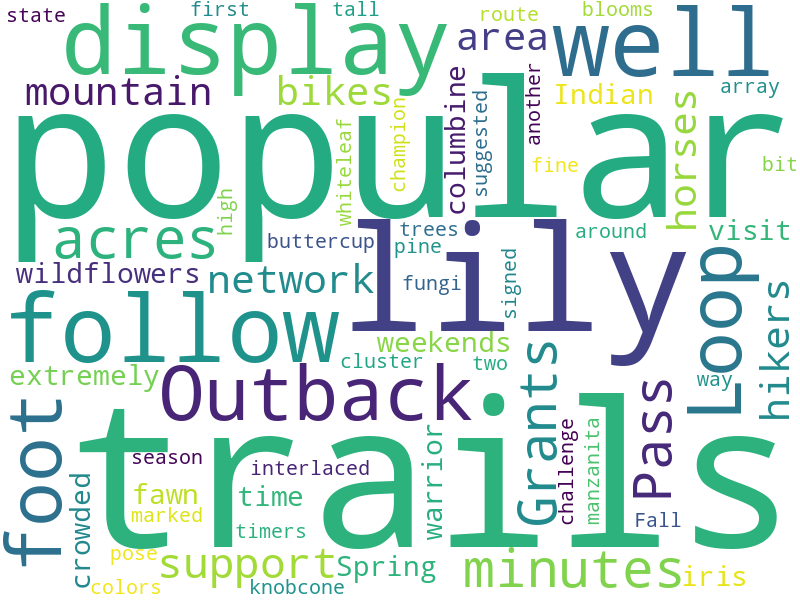 state
first
tall
route
blooms
display
area
well
mountain
bikes
Indian
array
another
columbine
suggested
champion
whiteleaf
horses
popular
fine
bit
high
acres
buttercup
trees
pine
around
visit
lily
wildflowers
network
fungi
signed
Loop
hikers
follow
weekends
extremely
cluster
two
way
Outback
Grants
Pass
foot
trails
season
interlaced
warrior
challenge
manzanita
crowded
fawn
time
marked
timers
Fall
pose
support
Spring
minutes
iris
colors
knobcone